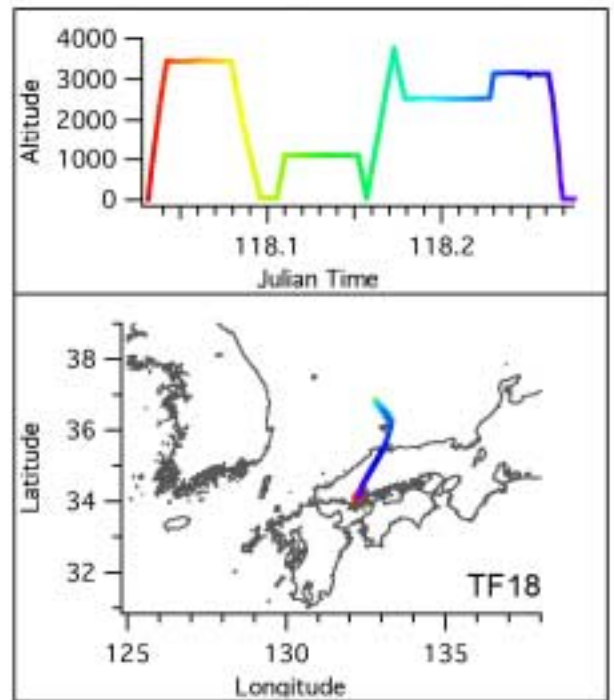 Altitude
4000
3000
2000
1000
0
118.1 118.2
Julian Time
Latitude
38
36
34
32
TF18
125 130 135
Longitude